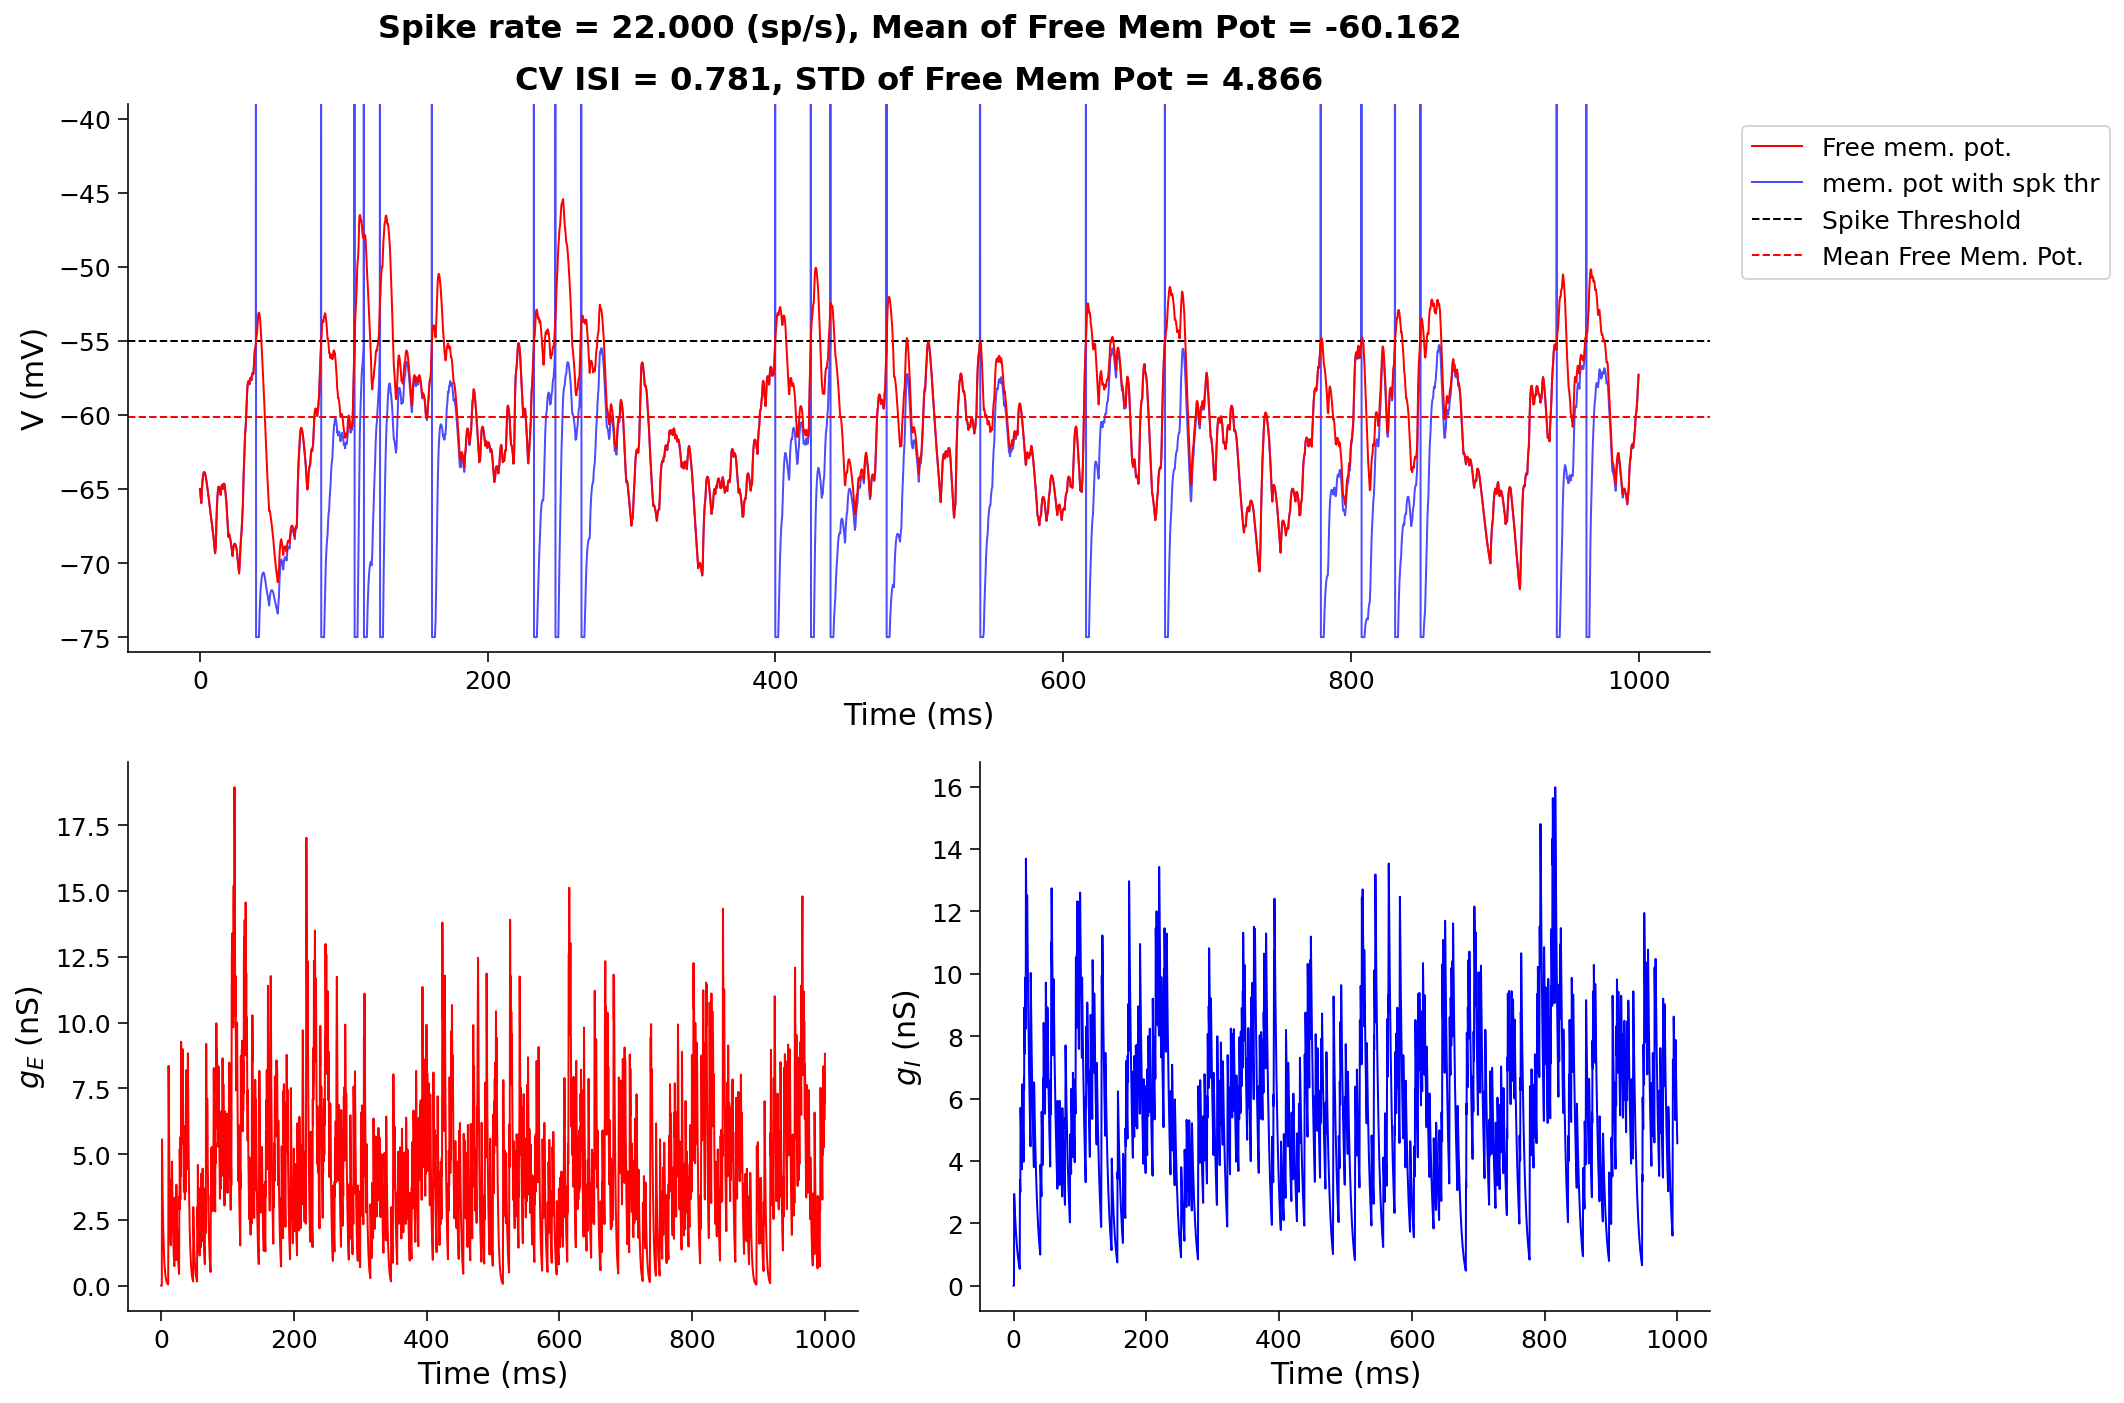 Spike rate = 22.000 (sp/s), Mean of Free Mem Pot = -60.162
CV ISI = 0.781, STD of Free Mem Pot = 4.866
V (mV)
−40
−45
−50
−55
−60
−65
−70
−75
0 200 400 600 800 1000
Time (ms)
Free mem. pot.
mem. pot with spk thr
Spike Threshold
Mean Free Mem. Pot.
g_E (nS)
17.5
15.0
12.5
10.0
7.5
5.0
2.5
0.0
0 200 400 600 800 1000
Time (ms)
g_I (nS)
16
14
12
10
8
6
4
2
0
0 200 400 600 800 1000
Time (ms)